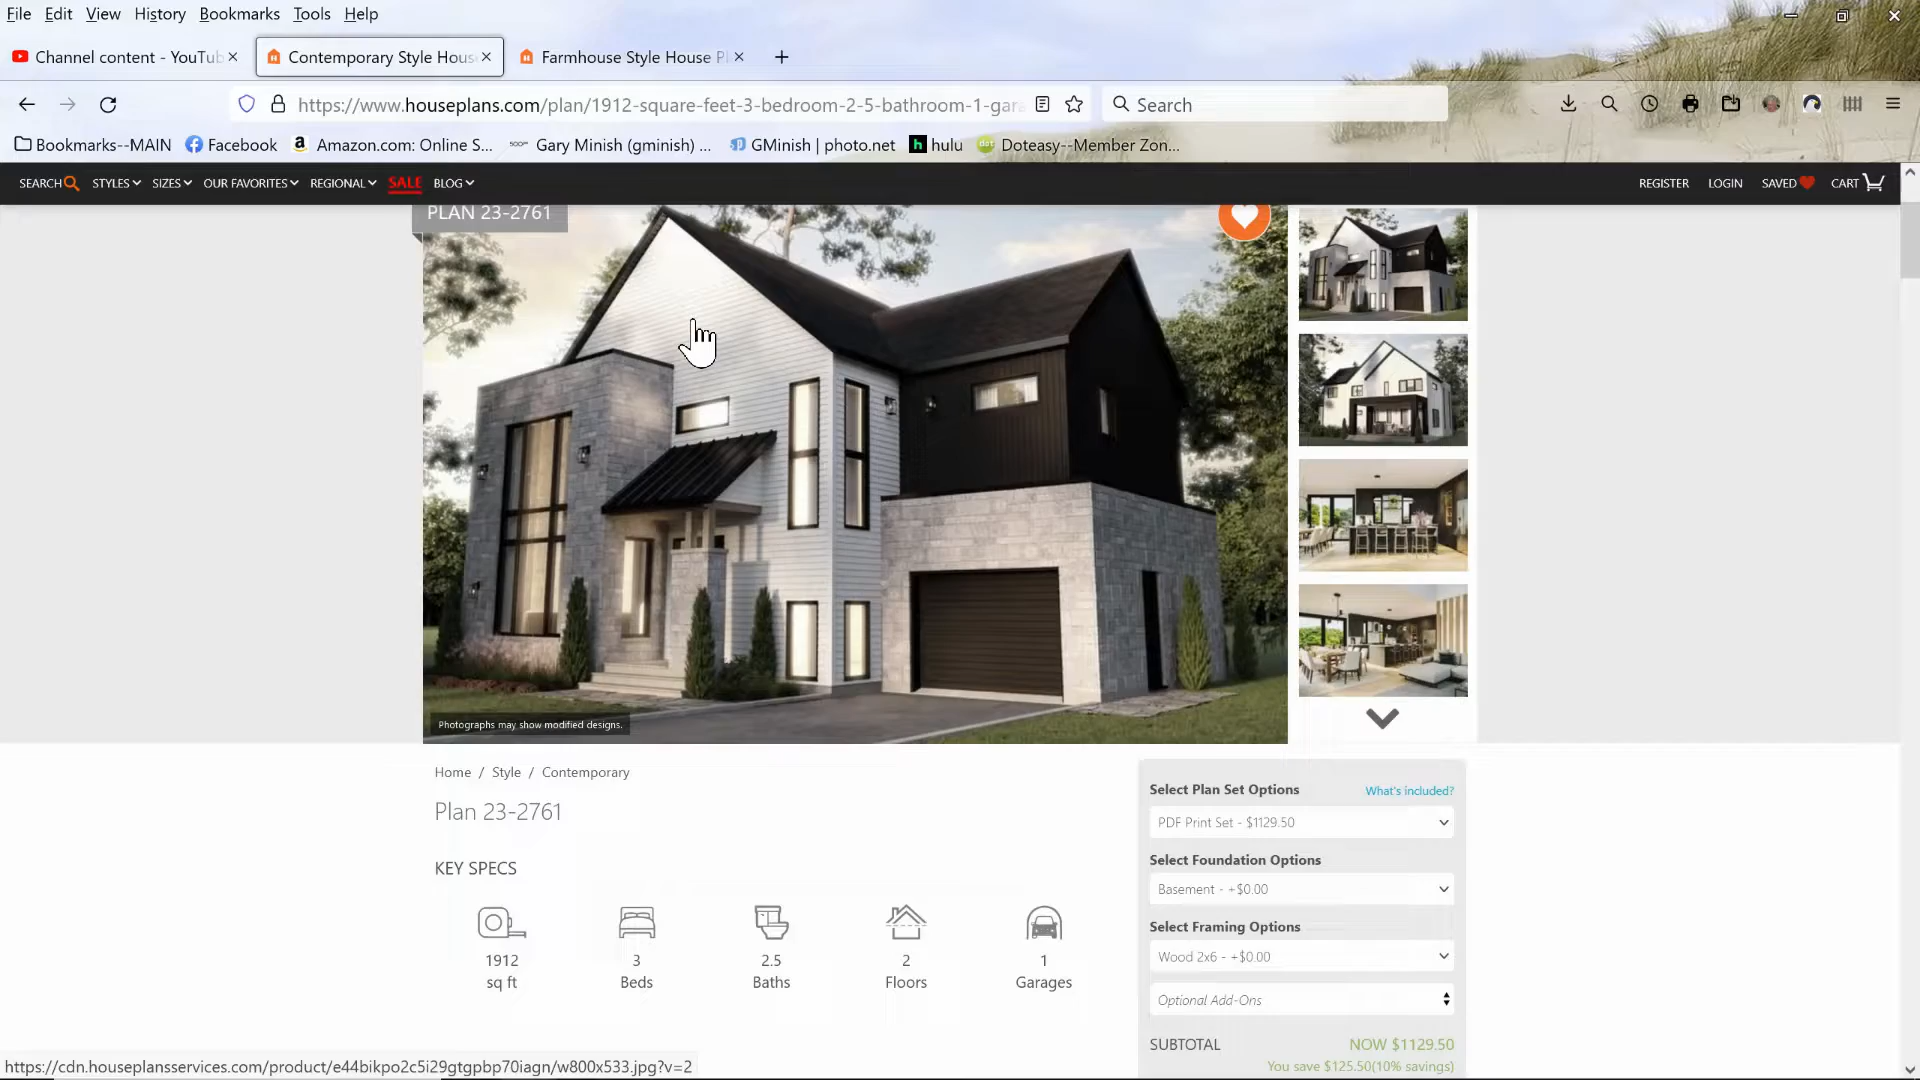 File Edit View History Bookmarks Tools Help
Channel content - YouTub
Contemporary Style Hous
Farmhouse Style House Pl
https://www.houseplans.com/plan/1912-square-feet-3-bedroom-2-5-bathroom-1-gara
Search
Bookmarks--MAIN Facebook Amazon.com: Online S... 500px Gary Minish (gminish) ... GMinish | photo.net h hulu dot Doteasy--Member Zon...
SEARCH STYLES SIZES OUR FAVORITES REGIONAL SALE BLOG REGISTER LOGIN SAVED CART
PLAN 23-2761
Photographs may show modified designs.
Home / Style / Contemporary
Plan 23-2761
KEY SPECS
1912 3 2.5 2 1
sq ft Beds Baths Floors Garages
Select Plan Set Options What's included?
PDF Print Set - $1129.50
Select Foundation Options
Basement - +$0.00
Select Framing Options
Wood 2x6 - +$0.00
Optional Add-Ons
SUBTOTAL NOW $1129.50
You save $125.50(10% savings)
https://cdn.houseplansservices.com/product/e44bikpo2c5i29gtgpbp70iagn/w800x533.jpg?v=2